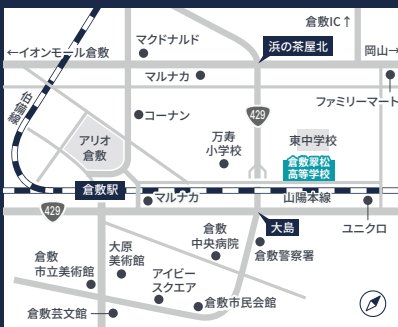 倉敷IC↑
マクドナルド
浜の茶屋北
←イオンモール倉敷
岡山→
マルナカ
伯備線
ファミリーマート
コーナン
429
アリオ
倉敷
万寿
小学校
東中学校
倉敷翠松
高等学校
倉敷駅
マルナカ
山陽本線
429
大島
ユニクロ
倉敷
中央病院
倉敷警察署
大原
美術館
倉敷
市立美術館
アイビー
スクエア
倉敷市民会館
倉敷芸文館